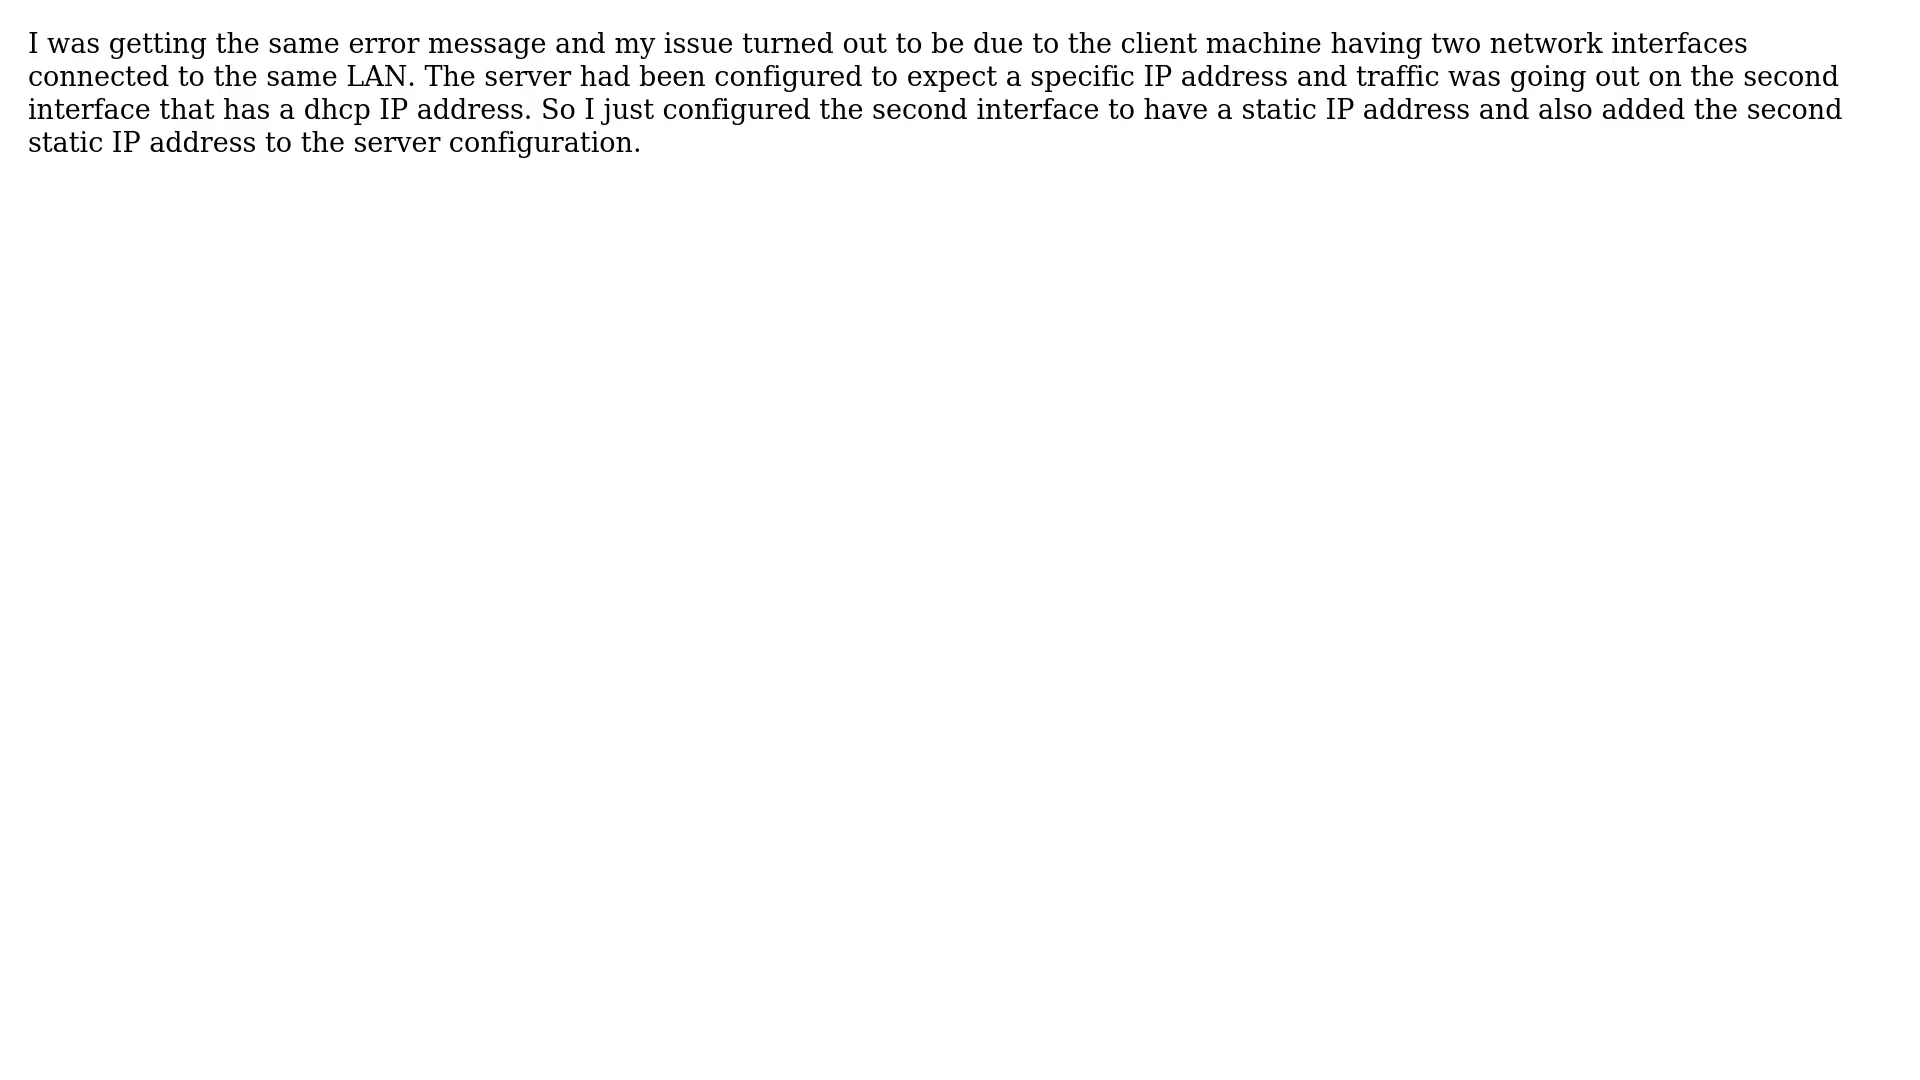 I was getting the same error message and my issue turned out to be due to the client machine having two network interfaces
connected to the same LAN. The server had been configured to expect a specific IP address and traffic was going out on the second
interface that has a dhcp IP address. So I just configured the second interface to have a static IP address and also added the second
static IP address to the server configuration.